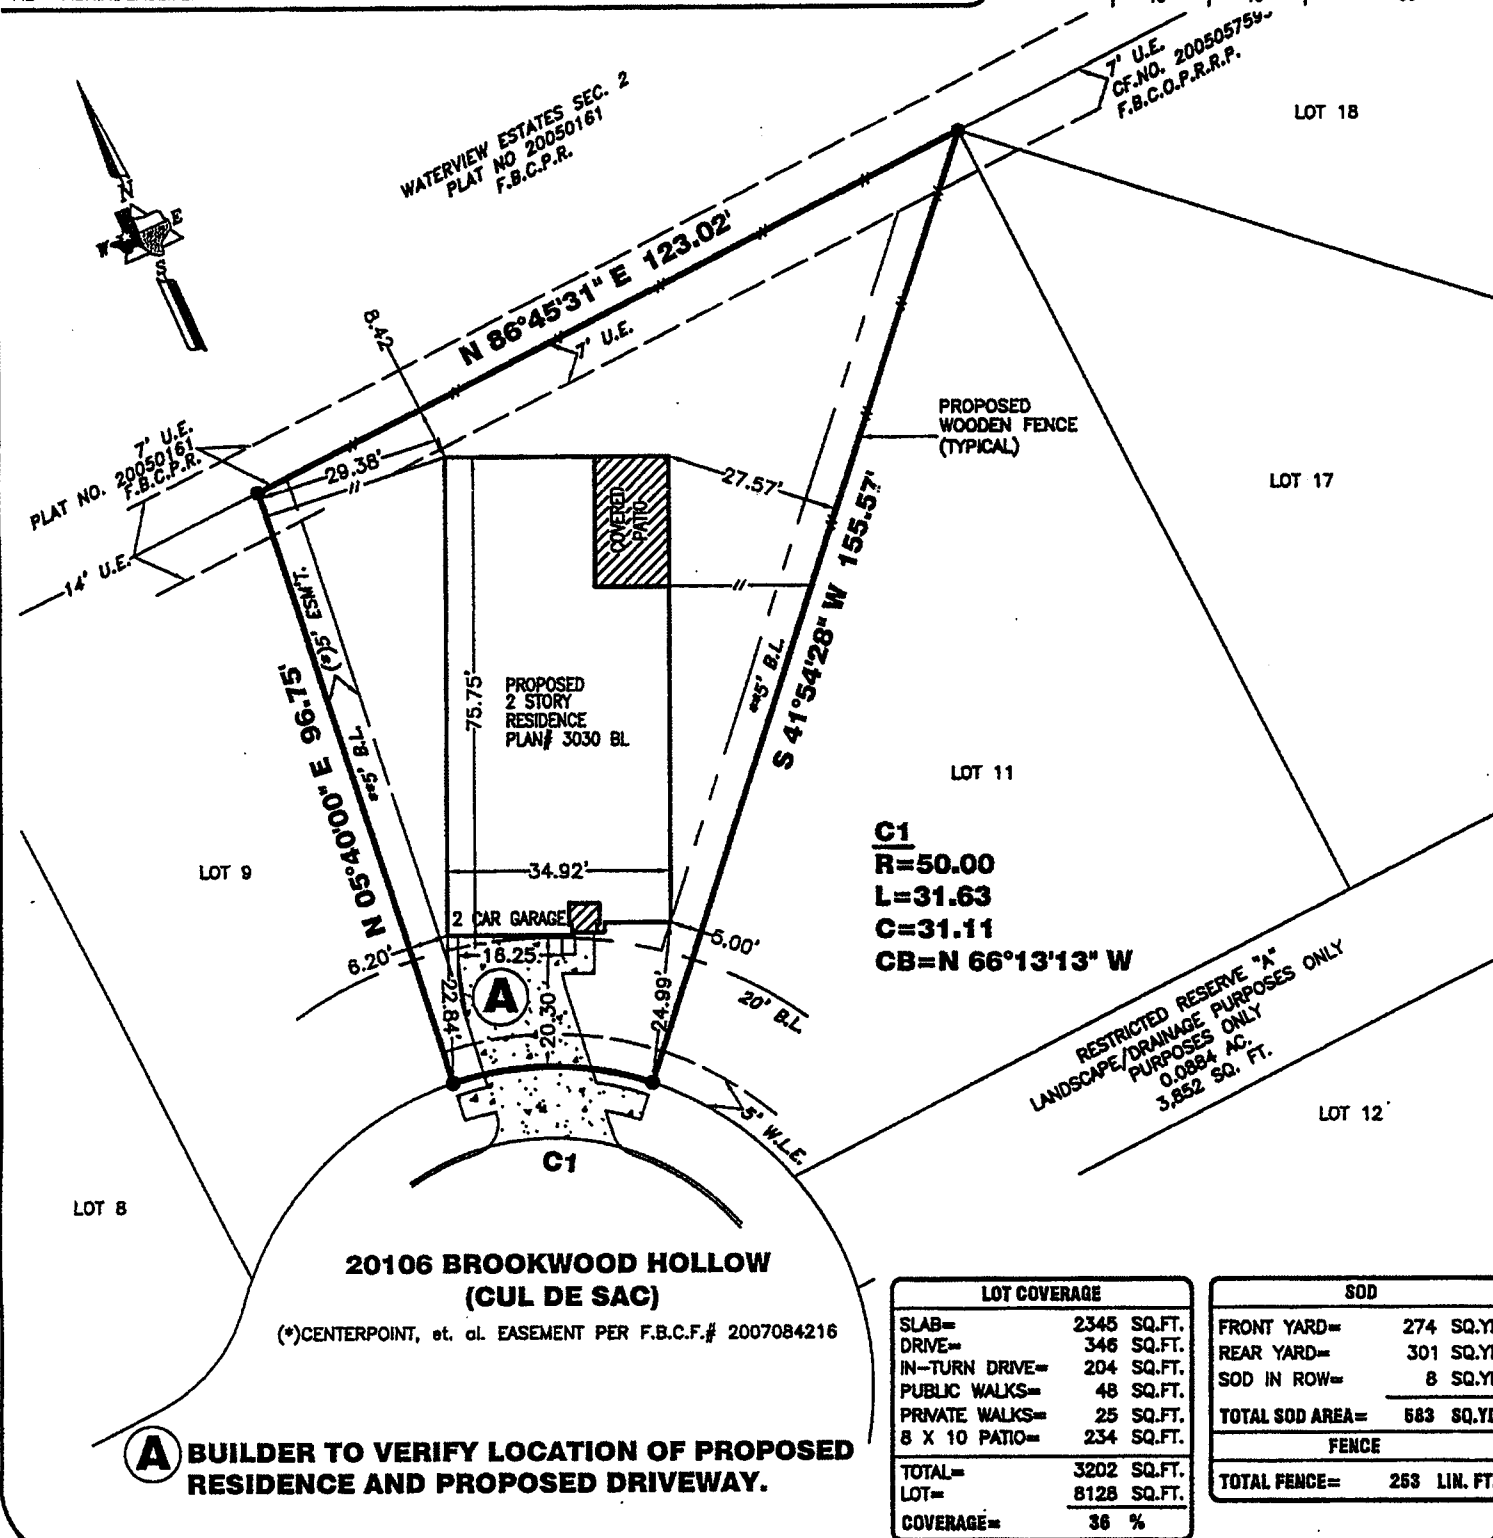 7' U.E.
CF.NO. 2005057595
F.B.C.O.P.R.R.P.
LOT 18
WATERVIEW ESTATES SEC. 2
PLAT NO 20050161
F.B.C.P.R.
N
E
W
S
N 86°45'31" E 123.02'
7' U.E.
8.42
PROPOSED
WOODEN FENCE
(TYPICAL)
7' U.E.
PLAT NO. 20050161
F.B.C.P.R.
29.38'
27.57'
COVERED
PATIO
LOT 17
14' U.E.
(*)5' ESM'T.
S 41°54'28" W 155.57'
N 05°40'00" E 96.75'
**5' B.L.
**5' B.L.
75.75'
PROPOSED
2 STORY
RESIDENCE
PLAN# 3030 BL
LOT 11
C1
R=50.00
L=31.63
C=31.11
CB=N 66°13'13" W
LOT 9
34.92'
2 CAR GARAGE
6.20'
16.25
5.00'
A
22.84'
20.30
24.99'
20' B.L.
RESTRICTED RESERVE "A"
LANDSCAPE/DRAINAGE PURPOSES ONLY
PURPOSES ONLY
0.0884 AC.
3,852 SQ. FT.
5' W.L.E.
LOT 12
C1
LOT 8
20106 BROOKWOOD HOLLOW
(CUL DE SAC)
(*)CENTERPOINT, et. al. EASEMENT PER F.B.C.F.# 2007084216
A BUILDER TO VERIFY LOCATION OF PROPOSED
RESIDENCE AND PROPOSED DRIVEWAY.
LOT COVERAGE
SLAB= 2345 SQ.FT.
DRIVE= 346 SQ.FT.
IN-TURN DRIVE= 204 SQ.FT.
PUBLIC WALKS= 48 SQ.FT.
PRIVATE WALKS= 25 SQ.FT.
8 X 10 PATIO= 234 SQ.FT.
TOTAL= 3202 SQ.FT.
LOT= 8128 SQ.FT.
COVERAGE= 36 %
SOD
FRONT YARD= 274 SQ.Y
REAR YARD= 301 SQ.Y
SOD IN ROW= 8 SQ.Y
TOTAL SOD AREA= 583 SQ.Y
FENCE
TOTAL FENCE= 253 LIN. FT.